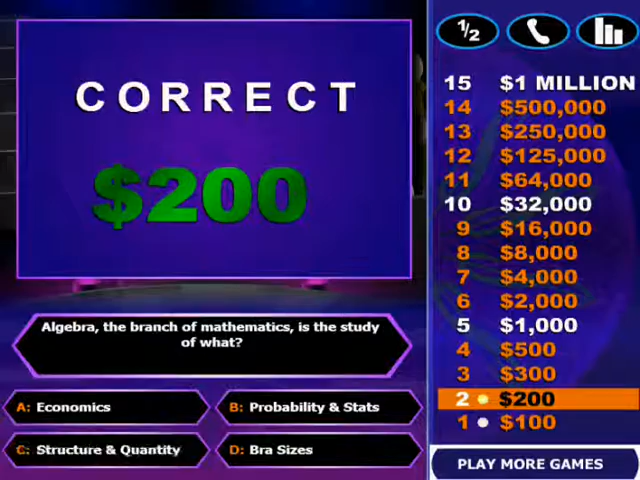 CORRECT
$200
Algebra, the branch of mathematics, is the study
of what?
A: Economics
B: Probability & Stats
C: Structure & Quantity
D: Bra Sizes
1/2
15 $1 MILLION
14 $500,000
13 $250,000
12 $125,000
11 $64,000
10 $32,000
9 $16,000
8 $8,000
7 $4,000
6 $2,000
5 $1,000
4 $500
3 $300
2 $200
1 $100
PLAY MORE GAMES